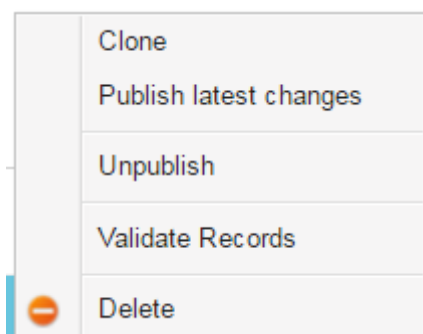 Clone
Publish latest changes
Unpublish
Validate Records
Delete